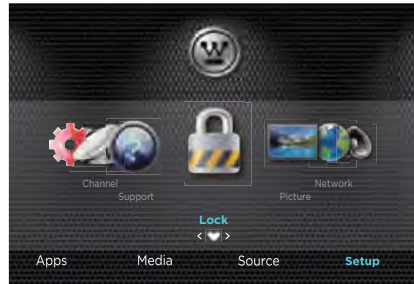 W
Channel
Network
Support
Picture
Lock
< >
Apps
Media
Source
Setup